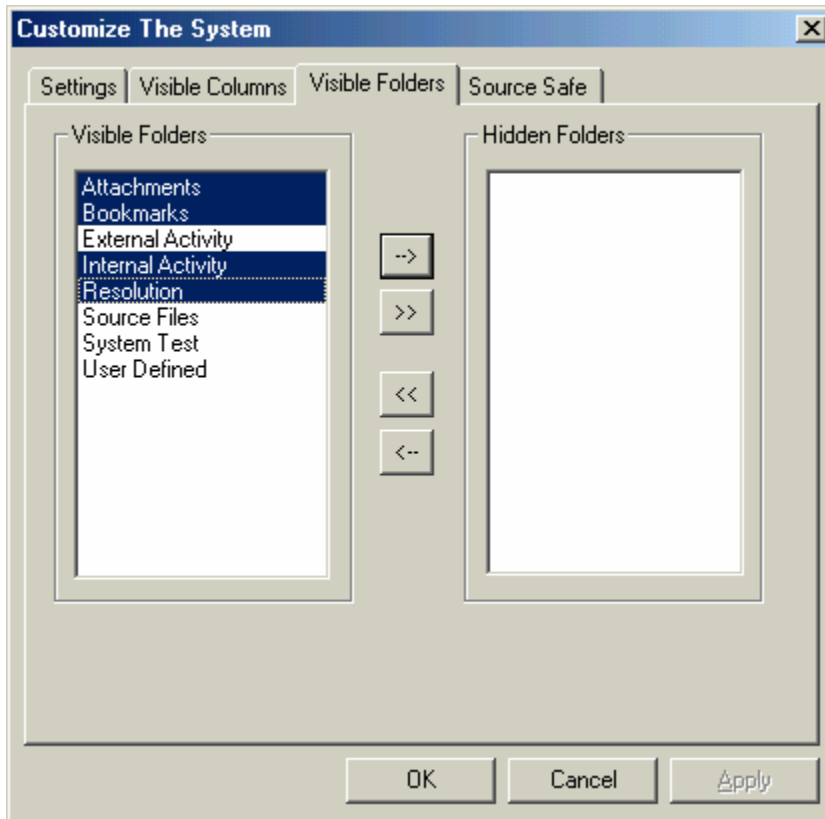 Customize The System
Settings
Visible Columns
Visible Folders
Source Safe
Visible Folders
Hidden Folders
Attachments
Bookmarks
External Activity
Internal Activity
Resolution
Source Files
System Test
User Defined
-->
>>
<<
<--
OK
Cancel
Apply